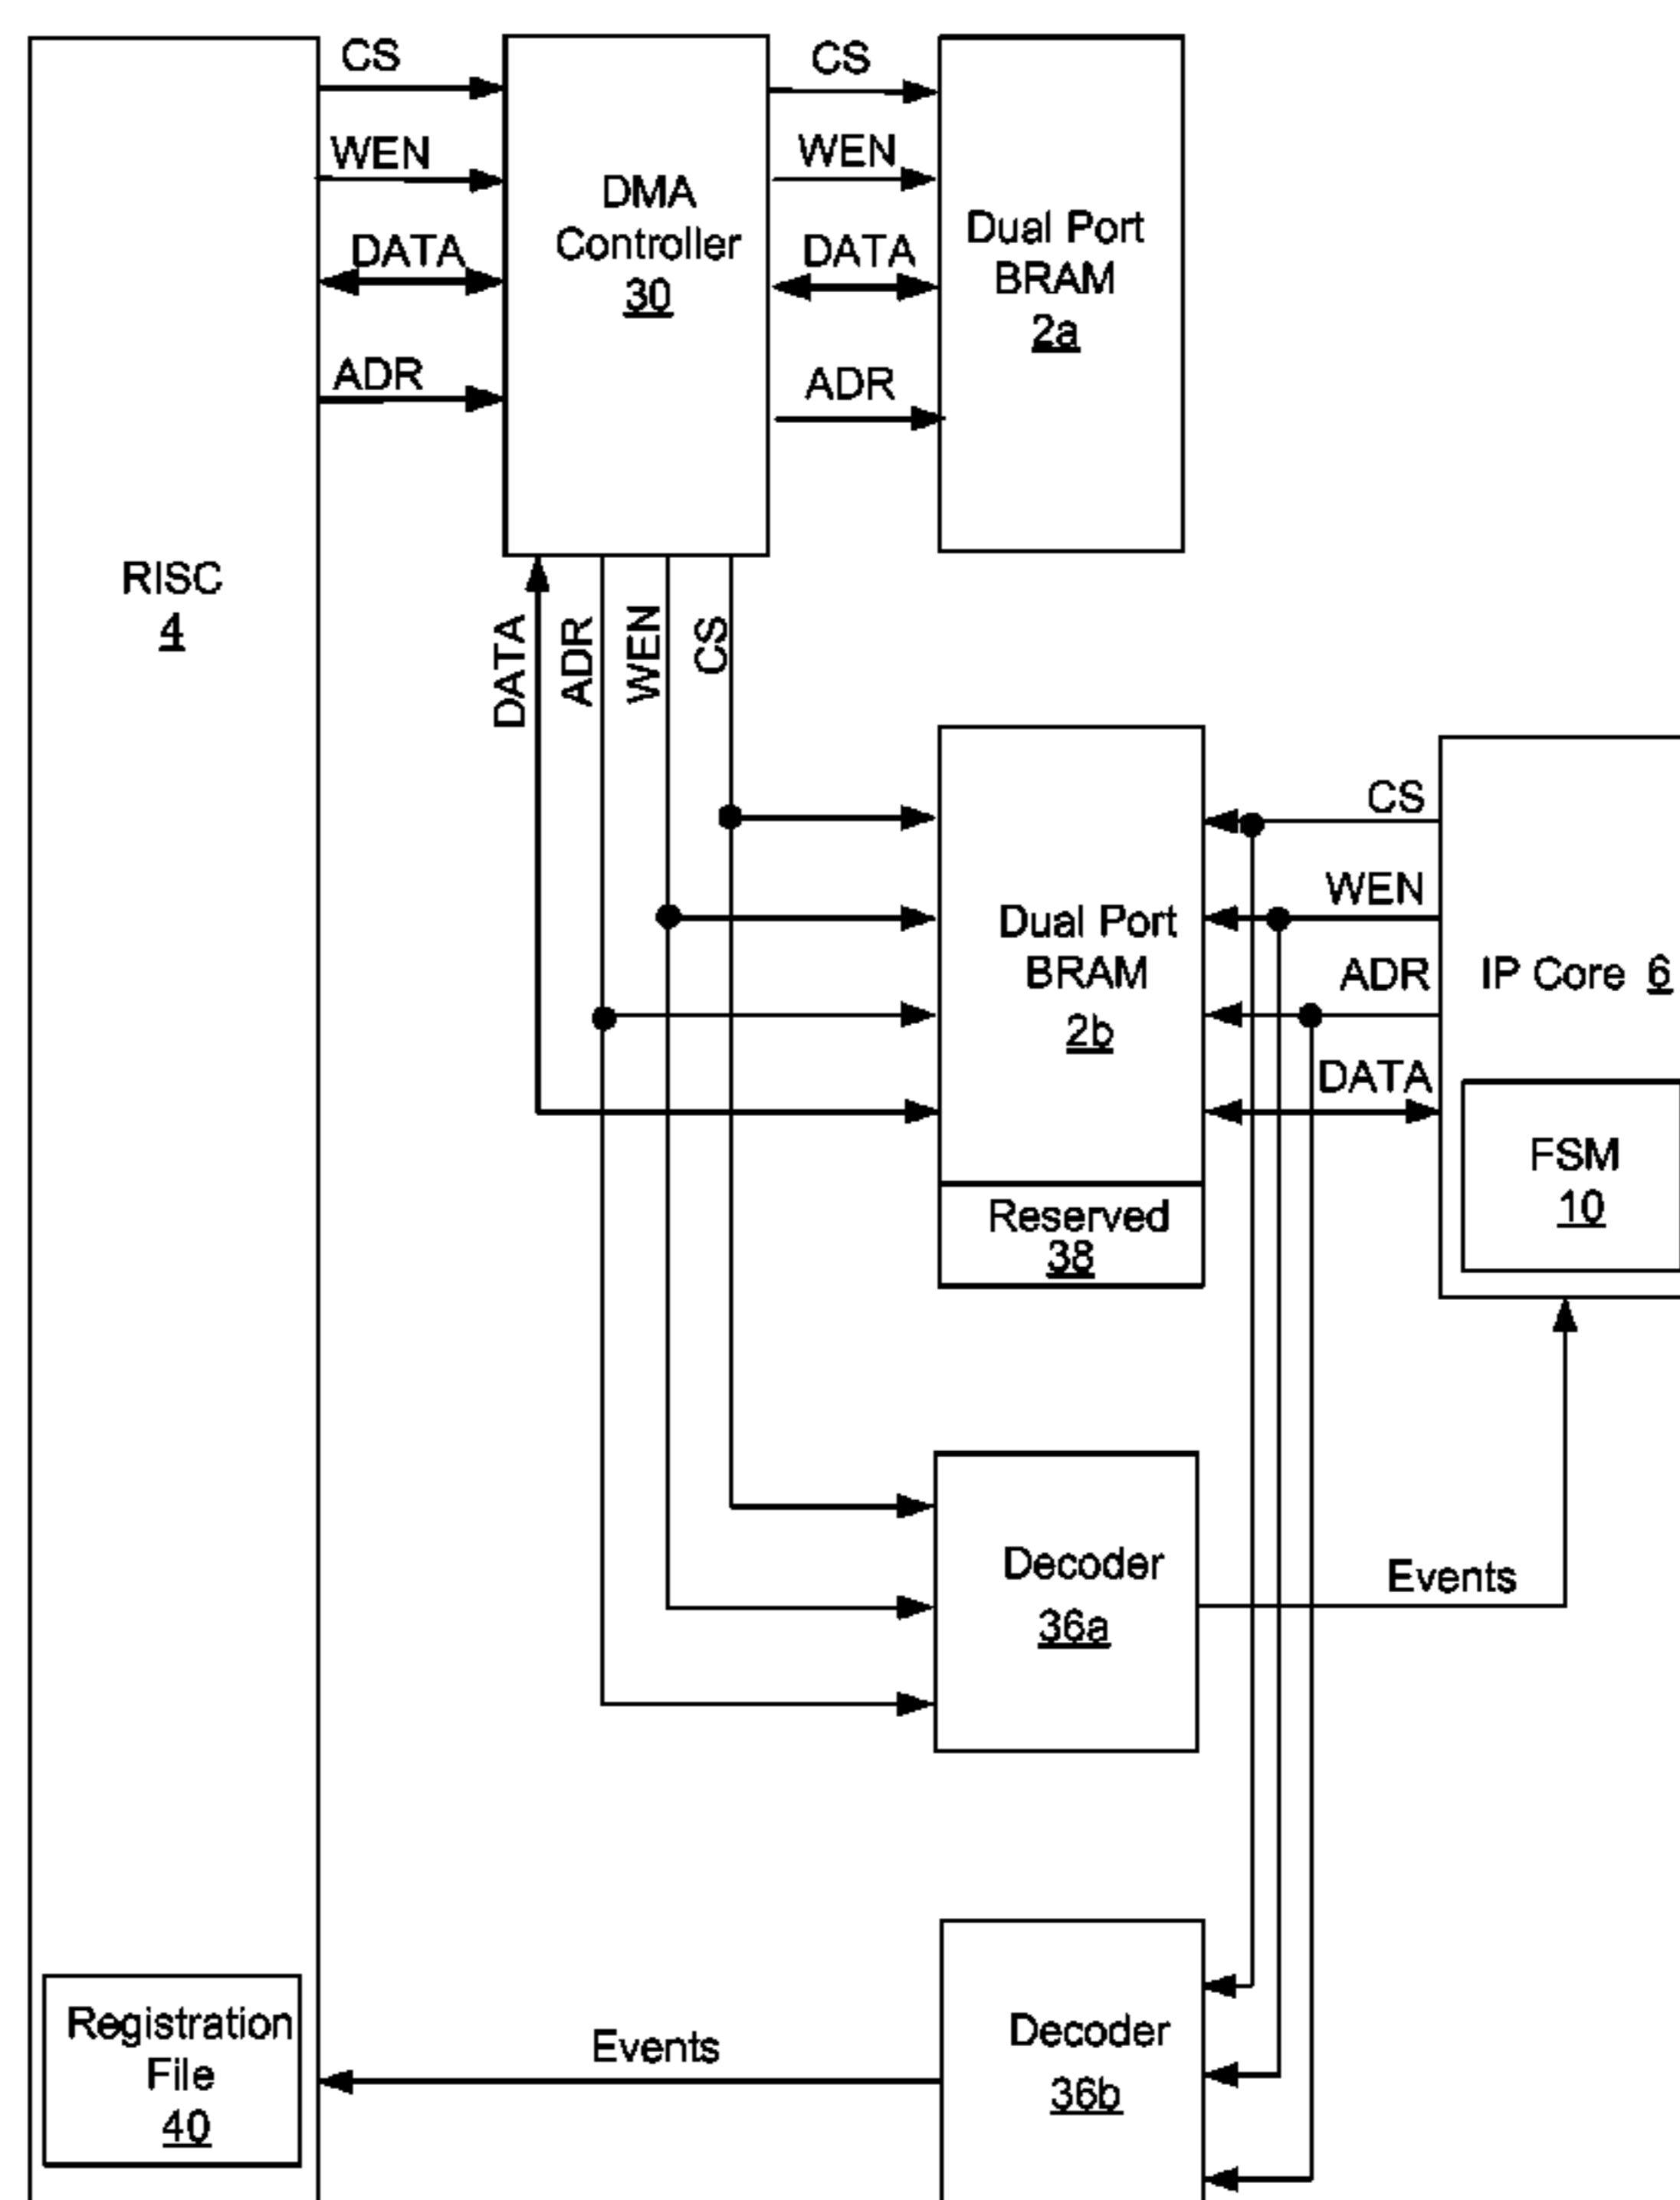 CS
WEN
DATA
ADR
DMA
Controller
30
CS
WEN
DATA
ADR
Dual Port
BRAM
2a
RISC
4
DATA
ADR
WEN
CS
Dual Port
BRAM
2b
Reserved
38
CS
WEN
ADR
DATA
IP Core 6
FSM
10
Decoder
36a
Events
Registration
File
40
Events
Decoder
36b